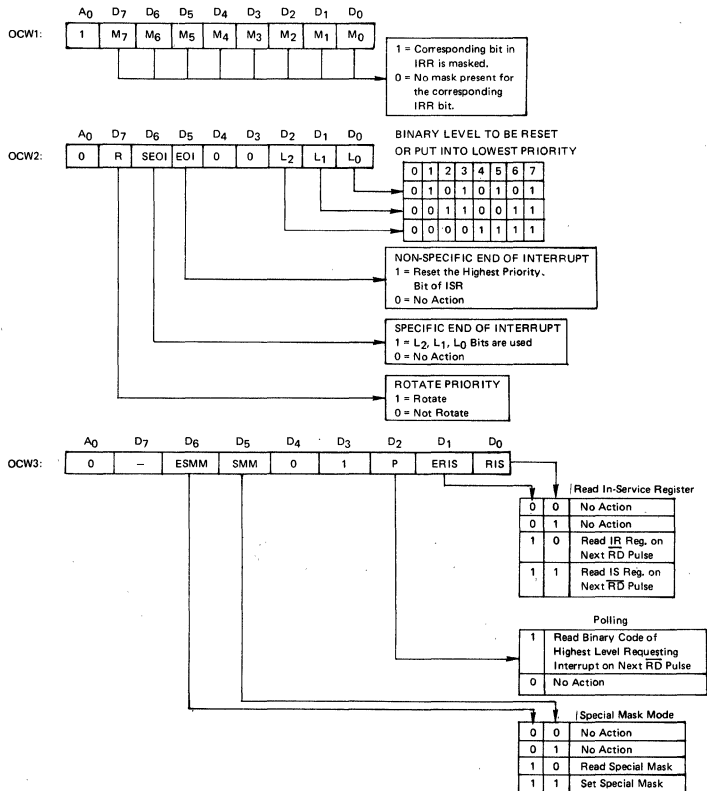 A0 D7 D6 D5 D4 D3 D2 D1 D0
OCW1: 1 M7 M6 M5 M4 M3 M2 M1 M0
1 = Corresponding bit in
IRR is masked.
0 = No mask present for
the corresponding
IRR bit.
A0 D7 D6 D5 D4 D3 D2 D1 D0
OCW2: 0 R SEOI EOI 0 0 L2 L1 L0
BINARY LEVEL TO BE RESET
OR PUT INTO LOWEST PRIORITY
0 1 2 3 4 5 6 7
0 1 0 1 0 1 0 1
0 0 1 1 0 0 1 1
0 0 0 0 1 1 1 1
NON-SPECIFIC END OF INTERRUPT
1 = Reset the Highest Priority.
Bit of ISR
0 = No Action
SPECIFIC END OF INTERRUPT
1 = L2, L1, L0 Bits are used
0 = No Action
ROTATE PRIORITY
1 = Rotate
0 = Not Rotate
A0 D7 D6 D5 D4 D3 D2 D1 D0
OCW3: 0 – ESMM SMM 0 1 P ERIS RIS
Read In-Service Register
0 0 No Action
0 1 No Action
1 0 Read IR Reg. on
Next RD Pulse
1 1 Read IS Reg. on
Next RD Pulse
Polling
1 Read Binary Code of
Highest Level Requesting
Interrupt on Next RD Pulse
0 No Action
Special Mask Mode
0 0 No Action
0 1 No Action
1 0 Read Special Mask
1 1 Set Special Mask